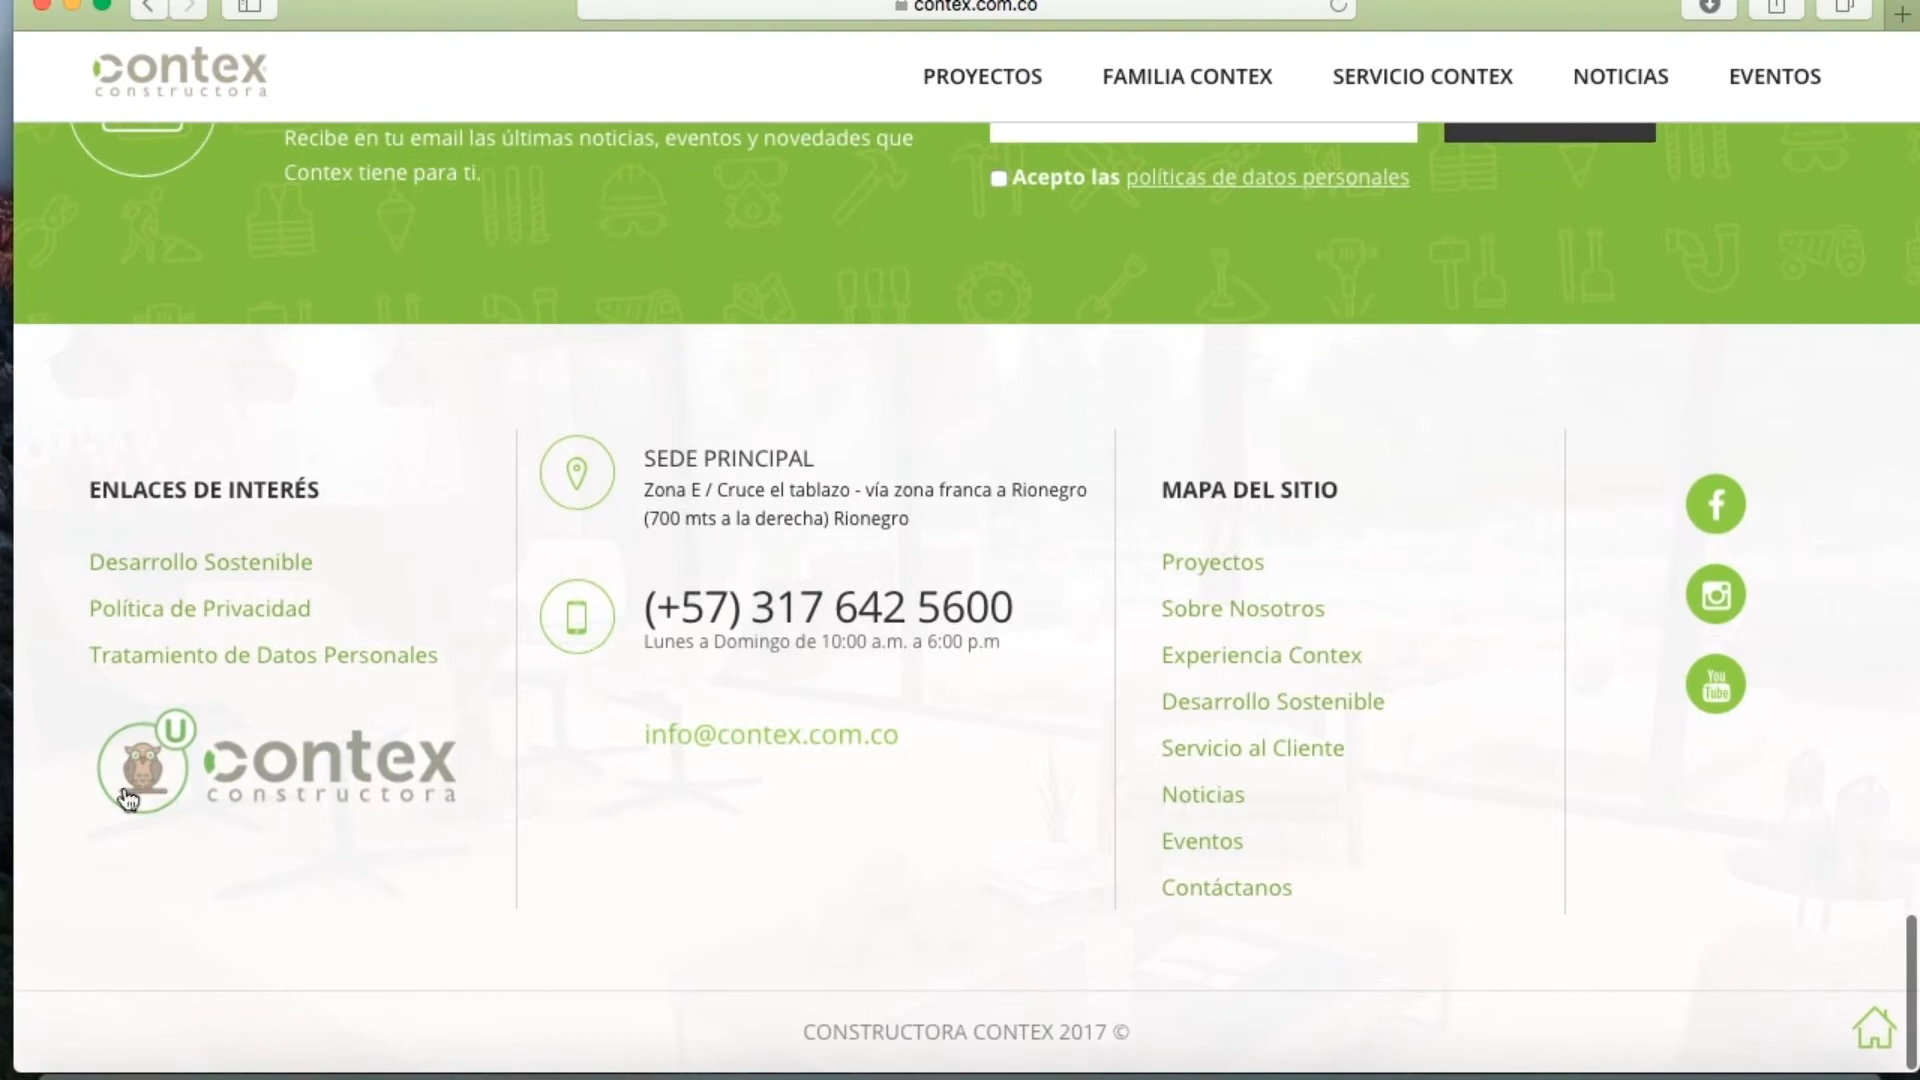 contex.com.co
contex
constructora
PROYECTOS
FAMILIA CONTEX
SERVICIO CONTEX
NOTICIAS
EVENTOS
Recibe en tu email las últimas noticias, eventos y novedades que
Contex tiene para ti.
Acepto las políticas de datos personales
ENLACES DE INTERÉS
Desarrollo Sostenible
Política de Privacidad
Tratamiento de Datos Personales
U
contex
constructora
SEDE PRINCIPAL
Zona E / Cruce el tablazo - vía zona franca a Rionegro
(700 mts a la derecha) Rionegro
(+57) 317 642 5600
Lunes a Domingo de 10:00 a.m. a 6:00 p.m
info@contex.com.co
MAPA DEL SITIO
Proyectos
Sobre Nosotros
Experiencia Contex
Desarrollo Sostenible
Servicio al Cliente
Noticias
Eventos
Contáctanos
You
Tube
CONSTRUCTORA CONTEX 2017 ©